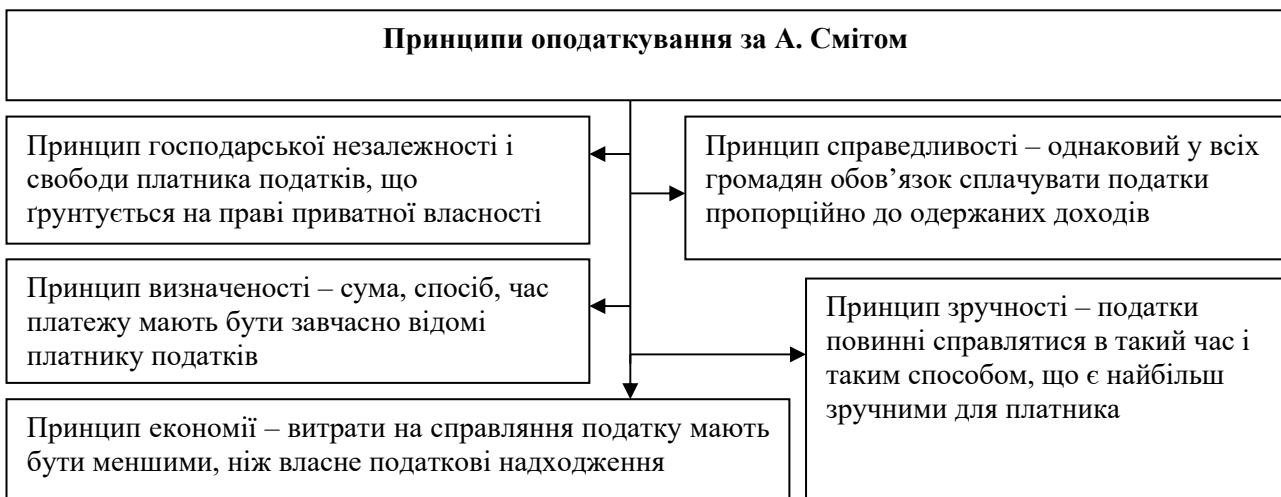 Принципи оподаткування за А. Смітом
Принцип господарської незалежності і
свободи платника податків, що
ґрунтується на праві приватної власності
Принцип справедливості – однаковий у всіх
громадян обов’язок сплачувати податки
пропорційно до одержаних доходів
Принцип визначеності – сума, спосіб, час
платежу мають бути завчасно відомі
платнику податків
Принцип зручності – податки
повинні справлятися в такий час і
таким способом, що є найбільш
зручними для платника
Принцип економії – витрати на справляння податку мають
бути меншими, ніж власне податкові надходження